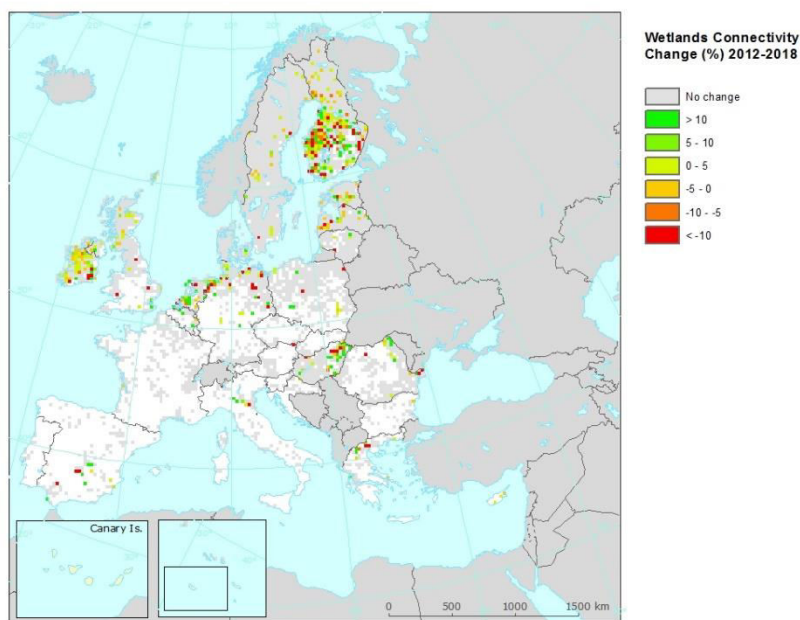 Wetlands Connectivity
Change (%) 2012-2018
No change
> 10
5 - 10
0 - 5
-5 - 0
-10 - -5
< -10
Canary Is.
0 500 1000 1500 km